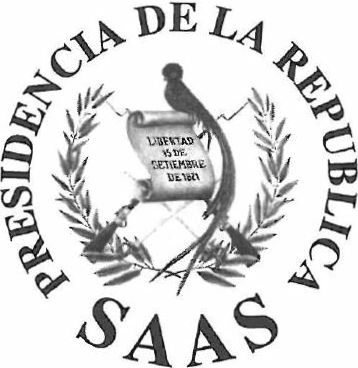 PRESIDENCIA DE LA REPUBLICA
LIBERTAD
15 DE
SETIEMBRE
DE 1821
SAAS